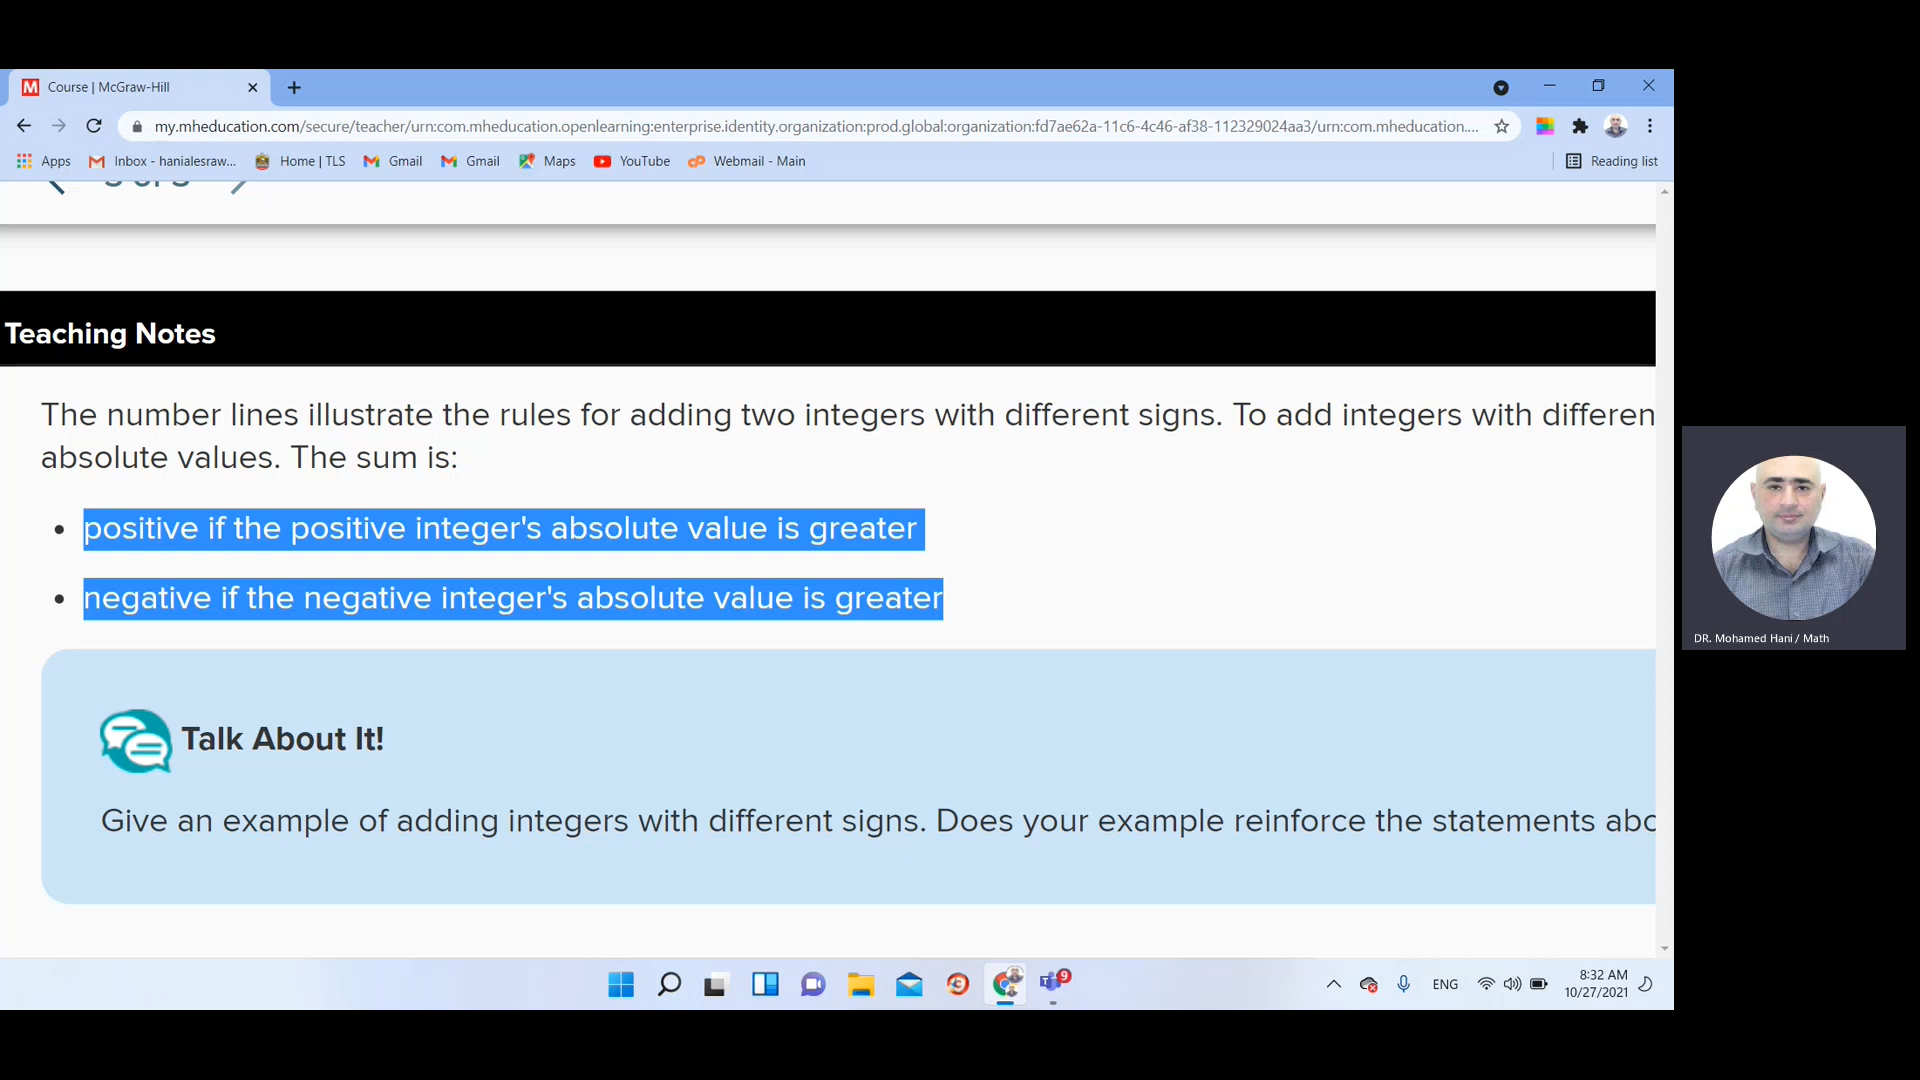 Course | McGraw-Hill
my.mheducation.com/secure/teacher/urn:com.mheducation.openlearning:enterprise.identity.organization:prod.global:organization:fd7ae62a-11c6-4c46-af38-112329024aa3/urn:com.mheducation....
Apps Inbox - hanialesraw... Home | TLS Gmail Gmail Maps YouTube Webmail - Main Reading list
Teaching Notes
The number lines illustrate the rules for adding two integers with different signs. To add integers with differen
absolute values. The sum is:
• positive if the positive integer's absolute value is greater
• negative if the negative integer's absolute value is greater
DR. Mohamed Hani / Math
Talk About It!
Give an example of adding integers with different signs. Does your example reinforce the statements abo
9
ENG
8:32 AM
10/27/2021